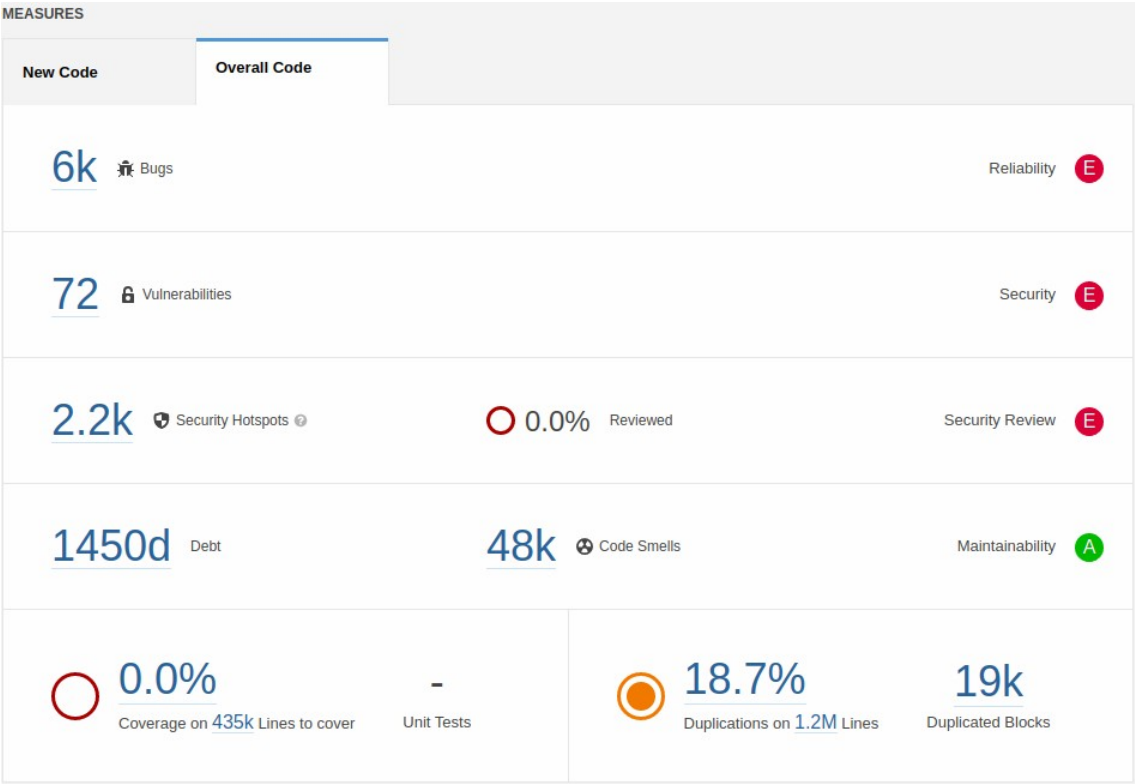 MEASURES
New Code
Overall Code
6k Bugs Reliability E
72 Vulnerabilities Security E
2.2k Security Hotspots ? 0.0% Reviewed Security Review E
1450d Debt 48k Code Smells Maintainability A
0.0% - 18.7% 19k
Coverage on 435k Lines to cover Unit Tests Duplications on 1.2M Lines Duplicated Blocks